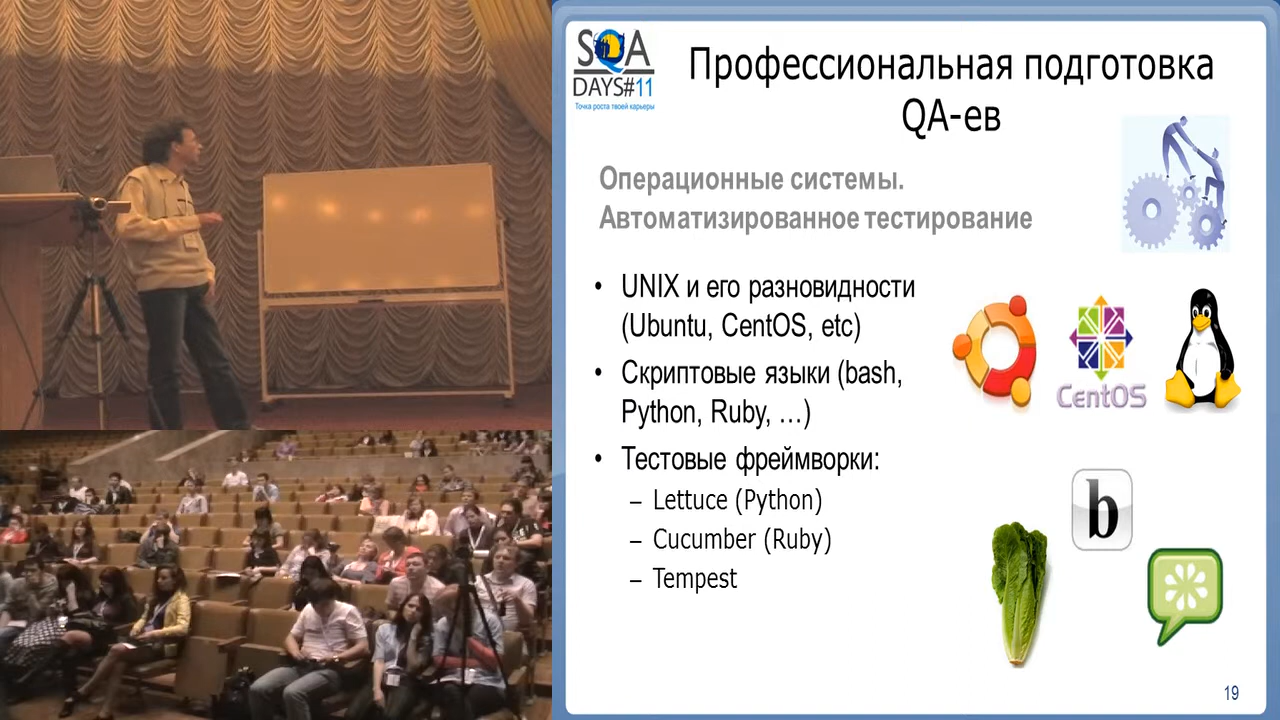 SQA
DAYS#11
Точка роста твоей карьеры
Профессиональная подготовка
QA-ев
Операционные системы.
Автоматизированное тестирование
• UNIX и его разновидности
(Ubuntu, CentOS, etc)
• Скриптовые языки (bash,
Python, Ruby, …)
• Тестовые фреймворки:
– Lettuce (Python)
– Cucumber (Ruby)
– Tempest
CentOS
b
19